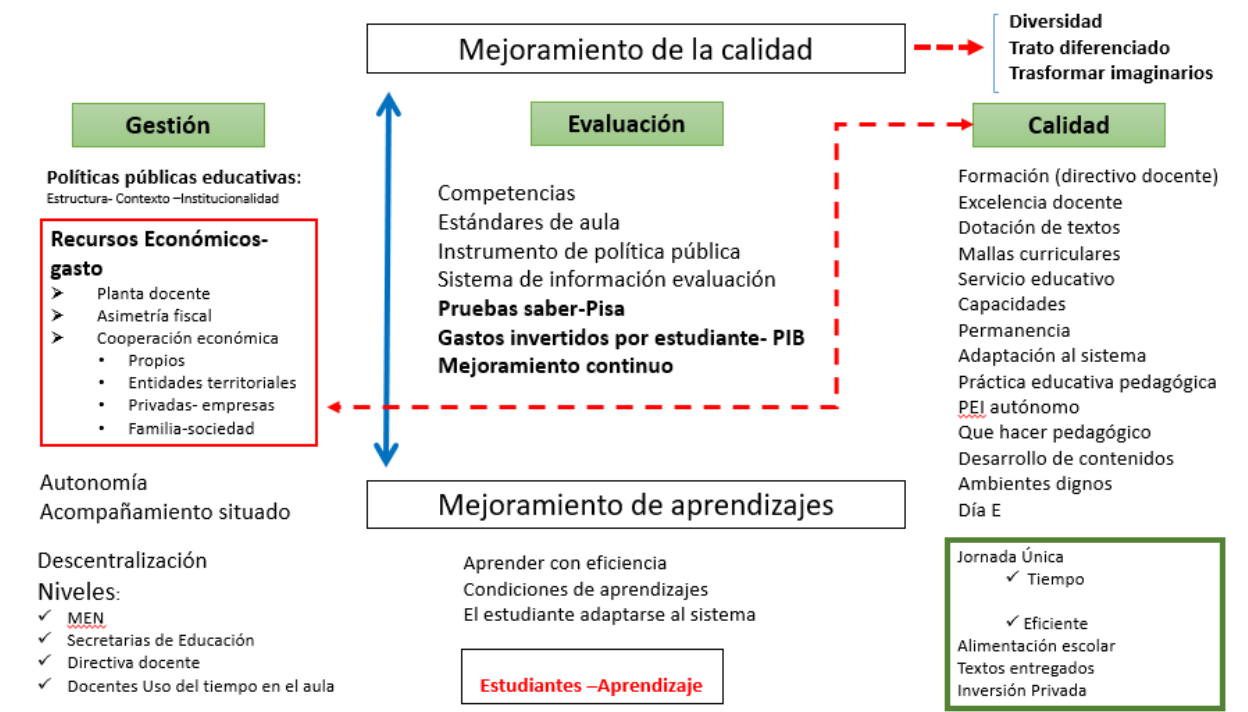 Mejoramiento de la calidad
Diversidad
Trato diferenciado
Trasformar imaginarios
Gestión
Políticas públicas educativas:
Estructura- Contexto –Institucionalidad
Recursos Económicos-
gasto
➢ Planta docente
➢ Asimetría fiscal
➢ Cooperación económica
• Propios
• Entidades territoriales
• Privadas- empresas
• Familia-sociedad
Autonomía
Acompañamiento situado
Descentralización
Niveles:
✓ MEN
✓ Secretarias de Educación
✓ Directiva docente
✓ Docentes Uso del tiempo en el aula
Evaluación
Competencias
Estándares de aula
Instrumento de política pública
Sistema de información evaluación
Pruebas saber-Pisa
Gastos invertidos por estudiante- PIB
Mejoramiento continuo
Mejoramiento de aprendizajes
Aprender con eficiencia
Condiciones de aprendizajes
El estudiante adaptarse al sistema
Estudiantes –Aprendizaje
Calidad
Formación (directivo docente)
Excelencia docente
Dotación de textos
Mallas curriculares
Servicio educativo
Capacidades
Permanencia
Adaptación al sistema
Práctica educativa pedagógica
PEI autónomo
Que hacer pedagógico
Desarrollo de contenidos
Ambientes dignos
Día E
Jornada Única
✓ Tiempo
✓ Eficiente
Alimentación escolar
Textos entregados
Inversión Privada